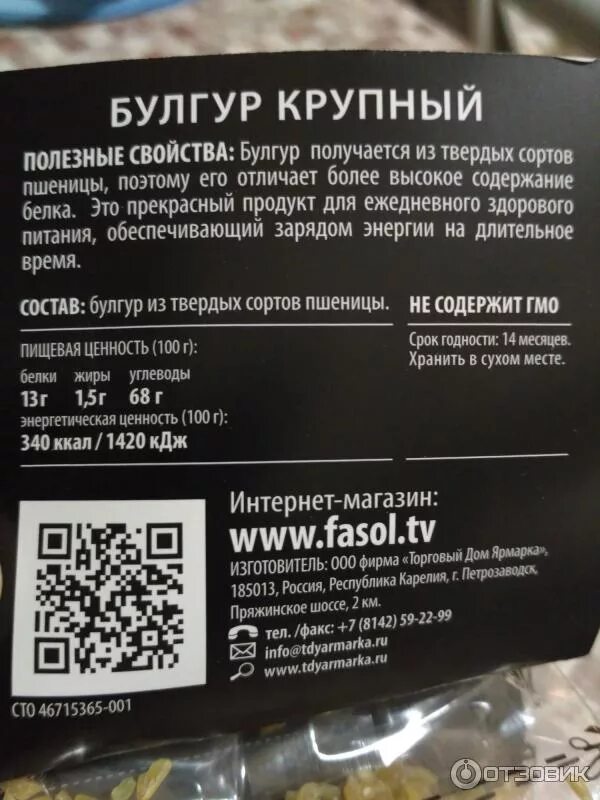 БУЛГУР КРУПНЫЙ
ПОЛЕЗНЫЕ СВОЙСТВА: Булгур получается из твердых сортов
пшеницы, поэтому его отличает более высокое содержание
белка. Это прекрасный продукт для ежедневного здорового
питания, обеспечивающий зарядом энергии на длительное
время.
СОСТАВ: булгур из твердых сортов пшеницы.
НЕ СОДЕРЖИТ ГМО
ПИЩЕВАЯ ЦЕННОСТЬ (100 г):
белки жиры углеводы
13г 1,5г 68 г
энергетическая ценность (100 г):
340 ккал / 1420 кДж
Срок годности: 14 месяцев.
Хранить в сухом месте.
Интернет-магазин:
www.fasol.tv
ИЗГОТОВИТЕЛЬ: ООО фирма «Торговый Дом Ярмарка»,
185013, Россия, Республика Карелия, г. Петрозаводск,
Пряжинское шоссе, 2 км.
тел. /факс: +7 (8142) 59-22-99
info@tdyarmarka.ru
www.tdyarmarka.ru
СТО 46715365-001
ОТЗОВИК